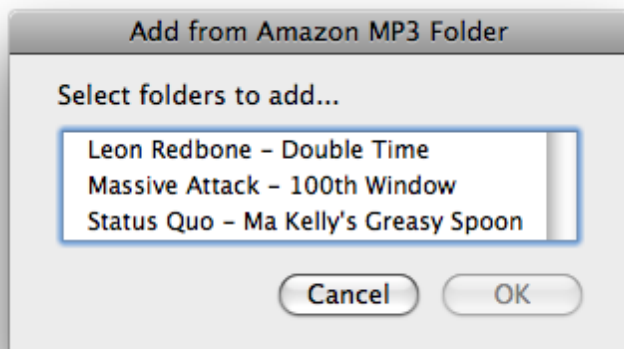 Add from Amazon MP3 Folder
Select folders to add...
Leon Redbone – Double Time
Massive Attack – 100th Window
Status Quo – Ma Kelly's Greasy Spoon
Cancel OK